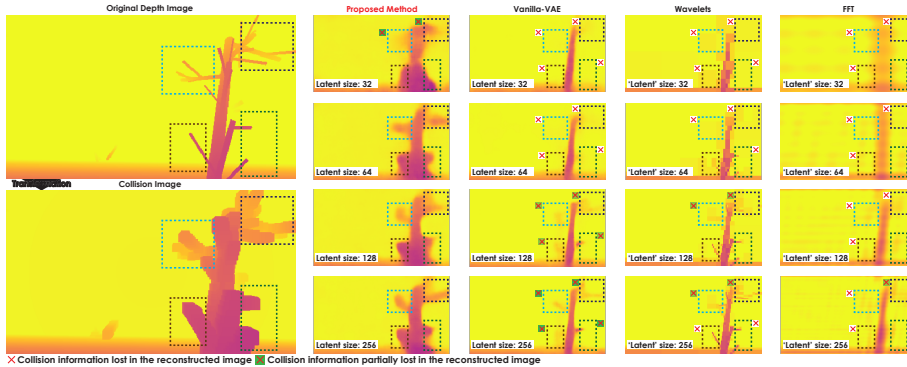 Original Depth Image
Proposed Method
Vanilla-VAE
Wavelets
FFT
Latent size: 32
Latent size: 32
'Latent' size: 32
'Latent' size: 32
Latent size: 64
Latent size: 64
'Latent' size: 64
'Latent' size: 64
Collision Image
Latent size: 128
Latent size: 128
'Latent' size: 128
'Latent' size: 128
Latent size: 256
Latent size: 256
'Latent' size: 256
'Latent' size: 256
Collision information lost in the reconstructed image
Collision information partially lost in the reconstructed image